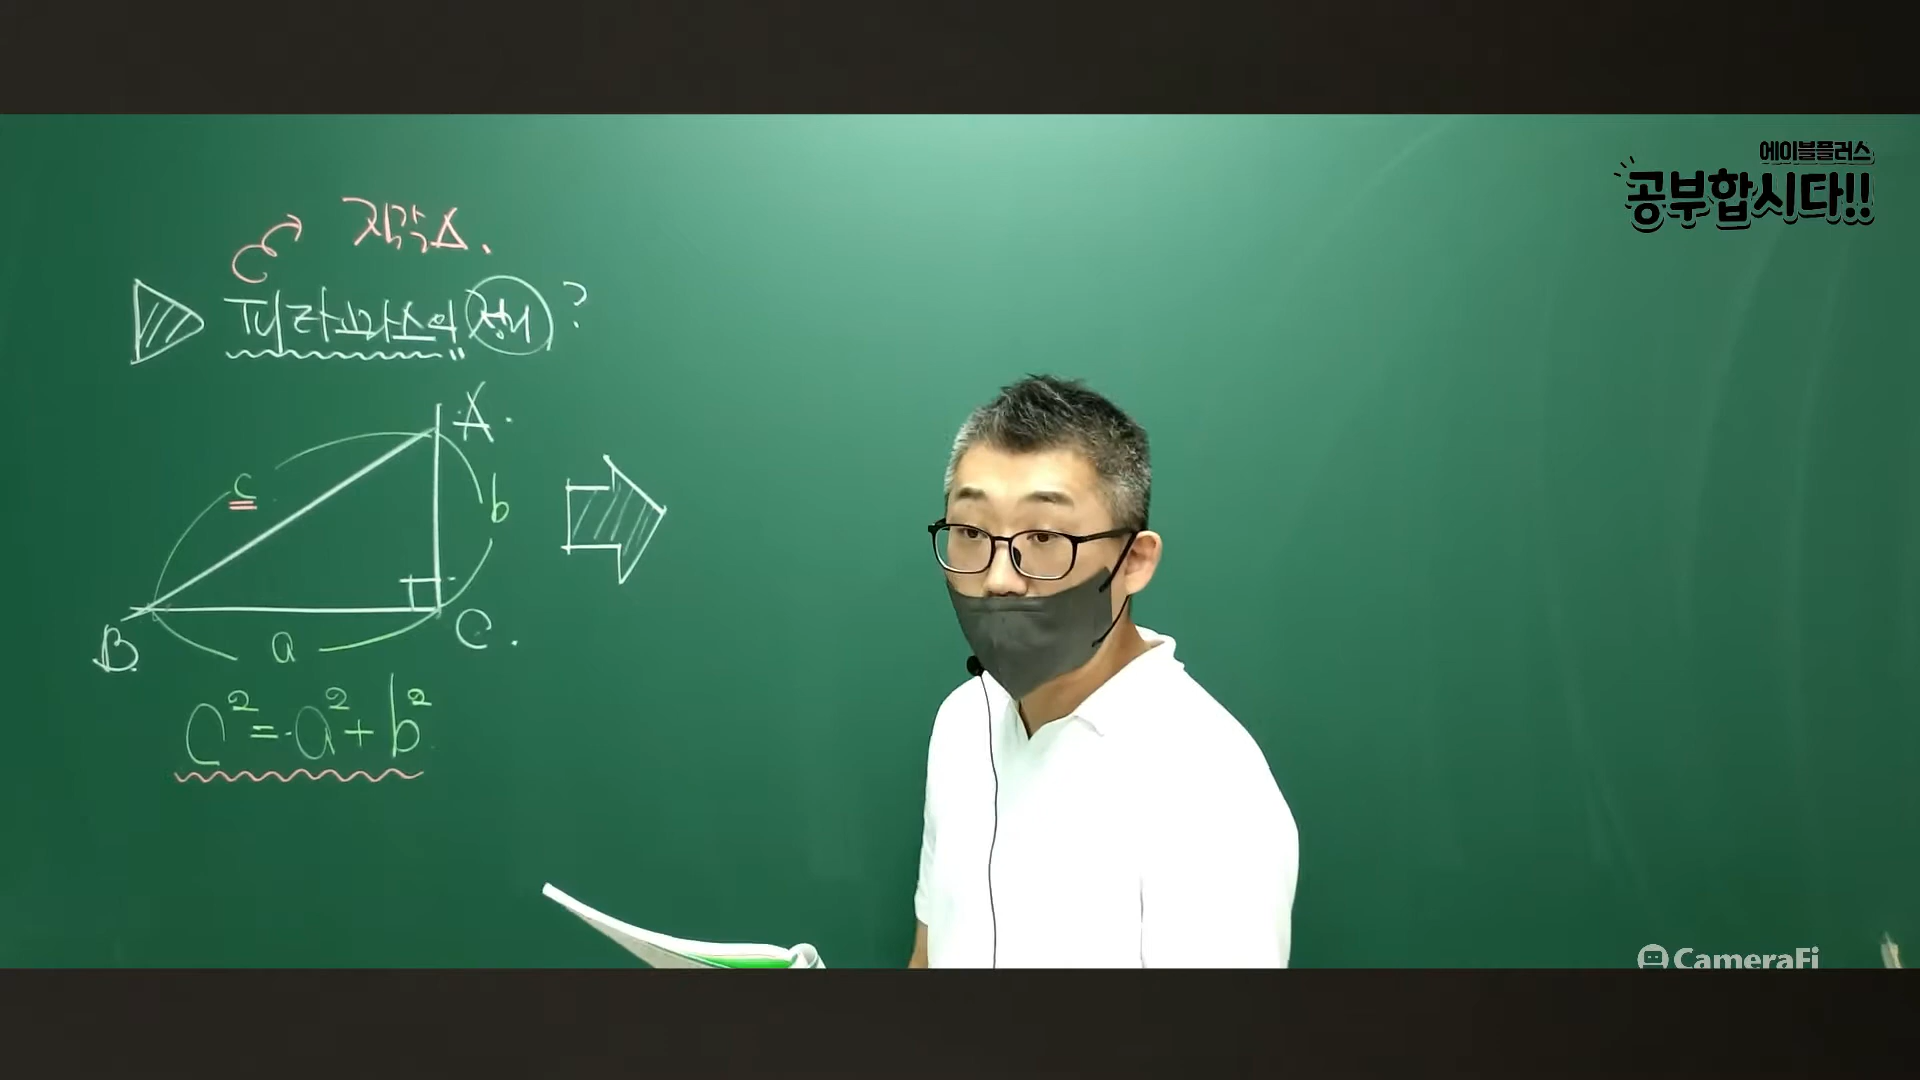 에이블플러스
공부합시다!!
직각△.
피타고라스의 정리?
A.
c
b
B.
a
C.
c²=a²+b²
CameraFi